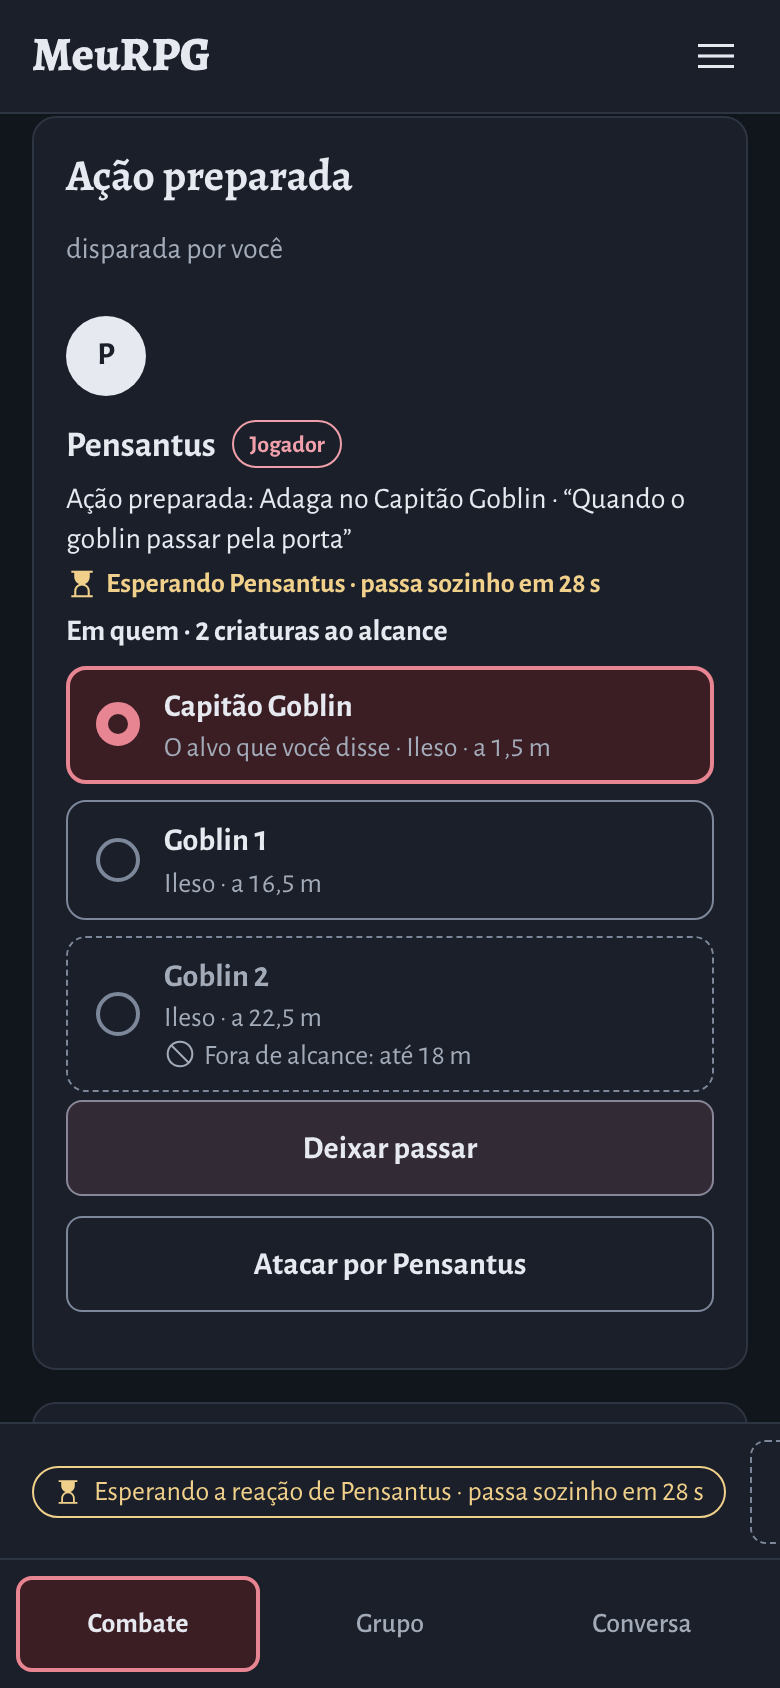 MeuRPG
Ação preparada
disparada por você
P
Pensantus
Jogador
Ação preparada: Adaga no Capitão Goblin · “Quando o
goblin passar pela porta”
Esperando Pensantus · passa sozinho em 28 s
Em quem · 2 criaturas ao alcance
Capitão Goblin
O alvo que você disse · Ileso · a 1,5 m
Goblin 1
Ileso · a 16,5 m
Goblin 2
Ileso · a 22,5 m
Fora de alcance: até 18 m
Deixar passar
Atacar por Pensantus
Esperando a reação de Pensantus · passa sozinho em 28 s
Combate
Grupo
Conversa